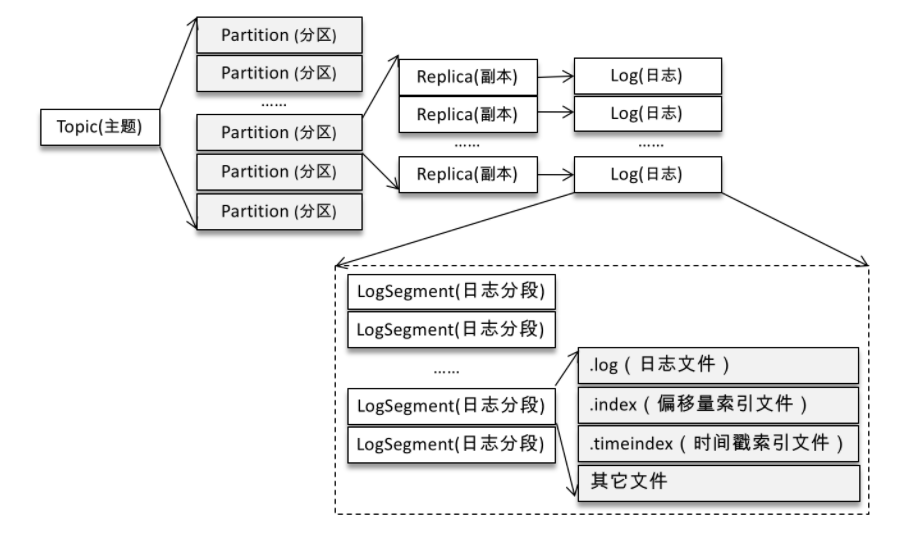 Topic(主题)
Partition (分区)
Partition (分区)
......
Partition (分区)
Partition (分区)
Partition (分区)
Replica(副本)
Replica(副本)
......
Replica(副本)
Log(日志)
Log(日志)
......
Log(日志)
LogSegment(日志分段)
LogSegment(日志分段)
......
LogSegment(日志分段)
LogSegment(日志分段)
.log（日志文件）
.index（偏移量索引文件）
.timeindex（时间戳索引文件）
其它文件